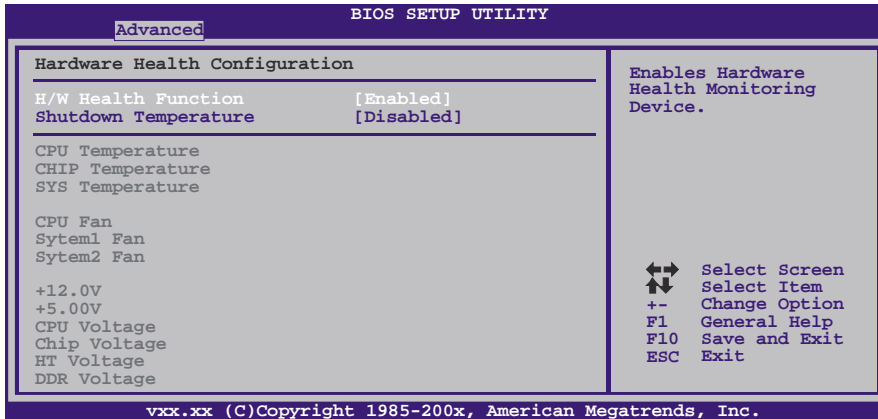 BIOS SETUP UTILITY
Advanced
Hardware Health Configuration
H/W Health Function [Enabled]
Shutdown Temperature [Disabled]
CPU Temperature
CHIP Temperature
SYS Temperature
CPU Fan
Sytem1 Fan
Sytem2 Fan
+12.0V
+5.00V
CPU Voltage
Chip Voltage
HT Voltage
DDR Voltage
Enables Hardware
Health Monitoring
Device.
Select Screen
Select Item
+- Change Option
F1 General Help
F10 Save and Exit
ESC Exit
vxx.xx (C)Copyright 1985-200x, American Megatrends, Inc.